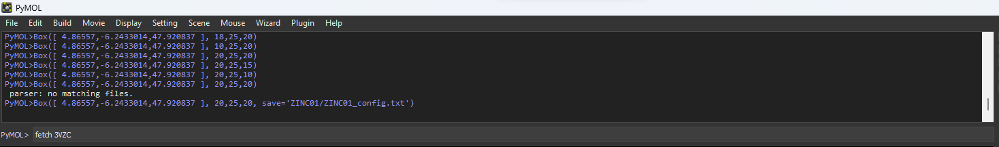 PyMOL
File Edit Build Movie Display Setting Scene Mouse Wizard Plugin Help
PyMOL>Box([ 4.86557,-6.2433014,47.920837 ], 18,25,20)
PyMOL>Box([ 4.86557,-6.2433014,47.920837 ], 10,25,20)
PyMOL>Box([ 4.86557,-6.2433014,47.920837 ], 20,25,20)
PyMOL>Box([ 4.86557,-6.2433014,47.920837 ], 20,25,15)
PyMOL>Box([ 4.86557,-6.2433014,47.920837 ], 20,25,10)
PyMOL>Box([ 4.86557,-6.2433014,47.920837 ], 20,25,20)
parser: no matching files.
PyMOL>Box([ 4.86557,-6.2433014,47.920837 ], 20,25,20, save='ZINC01/ZINC01_config.txt')
PyMOL> fetch 3VZC